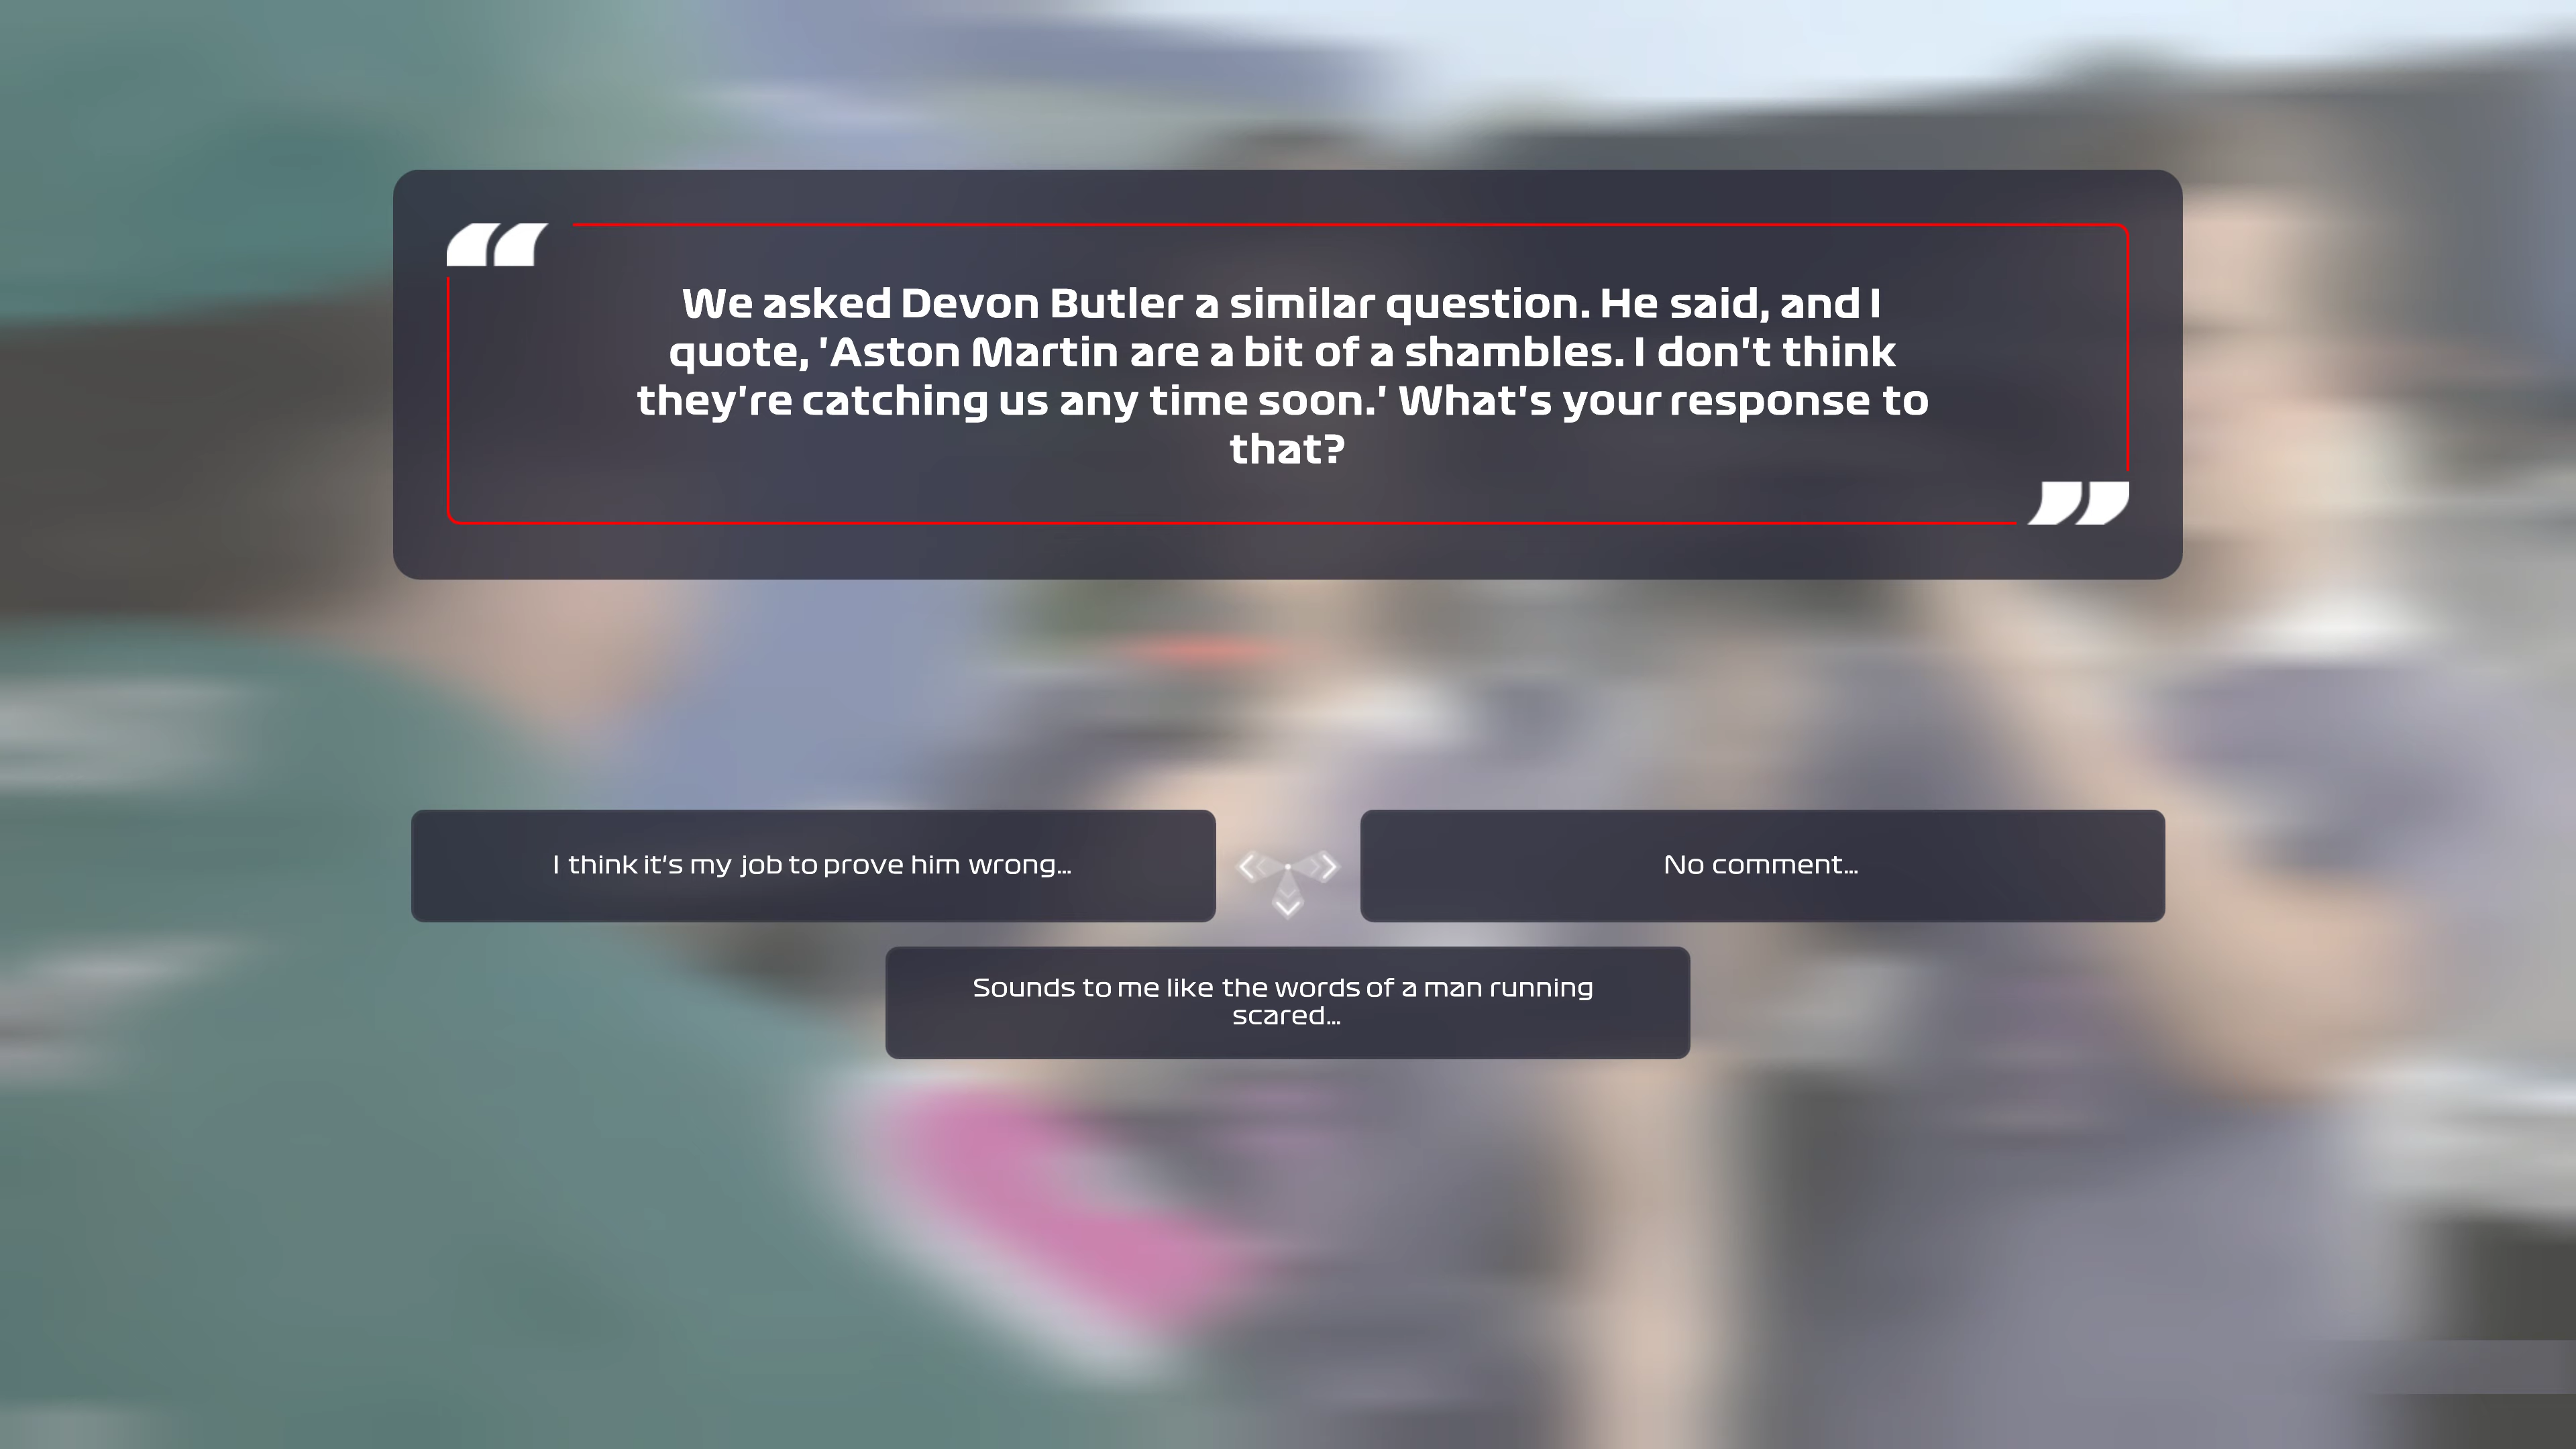 We asked Devon Butler a similar question. He said, and I
quote, 'Aston Martin are a bit of a shambles. I don't think
they're catching us any time soon.' What's your response to
that?
I think it's my job to prove him wrong...
No comment...
Sounds to me like the words of a man running
scared...